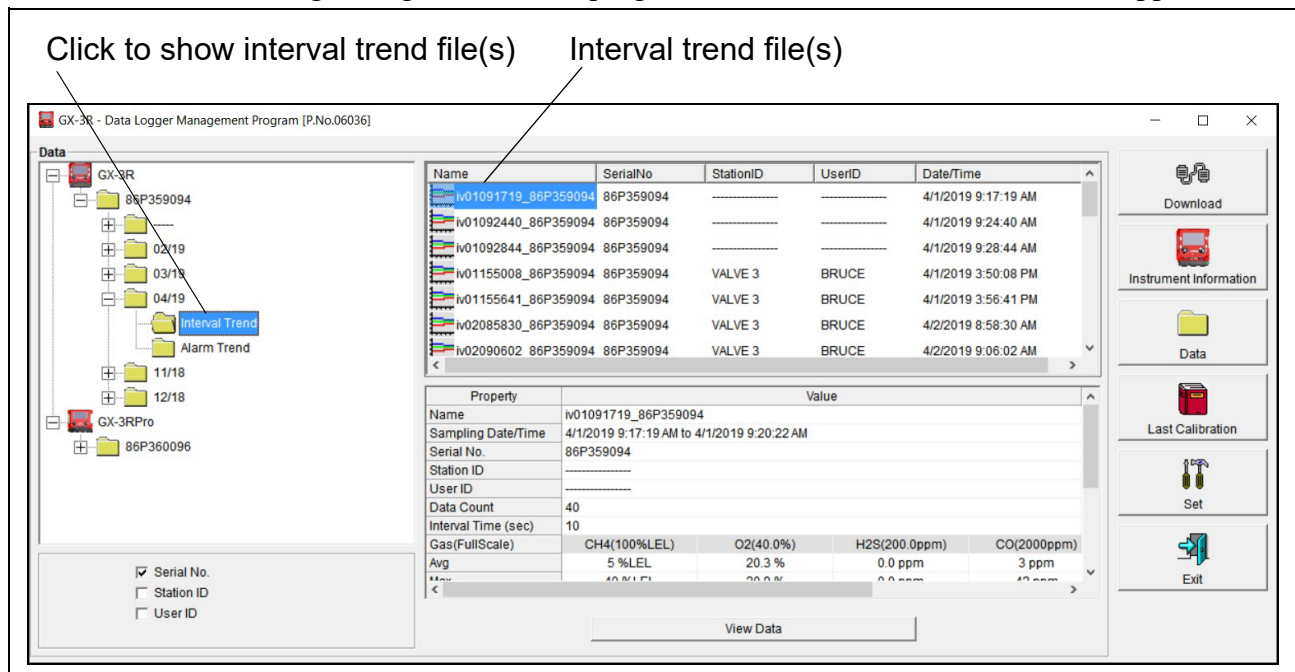 Click to show interval trend file(s) Interval trend file(s)
GX-3R - Data Logger Management Program [P.No.06036]
Data
GX-3R
86P359094
-----
02/19
03/19
04/19
Interval Trend
Alarm Trend
11/18
12/18
GX-3RPro
86P360096
Serial No.
Station ID
User ID
Name SerialNo StationID UserID Date/Time
iv01091719_86P359094 86P359094 ---------------- ---------------- 4/1/2019 9:17:19 AM
iv01092440_86P359094 86P359094 ---------------- ---------------- 4/1/2019 9:24:40 AM
iv01092844_86P359094 86P359094 ---------------- ---------------- 4/1/2019 9:28:44 AM
iv01155008_86P359094 86P359094 VALVE 3 BRUCE 4/1/2019 3:50:08 PM
iv01155641_86P359094 86P359094 VALVE 3 BRUCE 4/1/2019 3:56:41 PM
iv02085830_86P359094 86P359094 VALVE 3 BRUCE 4/2/2019 8:58:30 AM
iv02090602_86P359094 86P359094 VALVE 3 BRUCE 4/2/2019 9:06:02 AM
Property Value
Name iv01091719_86P359094
Sampling Date/Time 4/1/2019 9:17:19 AM to 4/1/2019 9:20:22 AM
Serial No. 86P359094
Station ID ----------------
User ID ----------------
Data Count 40
Interval Time (sec) 10
Gas(FullScale) CH4(100%LEL) O2(40.0%) H2S(200.0ppm) CO(2000ppm)
Avg 5 %LEL 20.3 % 0.0 ppm 3 ppm
View Data
Download
Instrument Information
Data
Last Calibration
Set
Exit